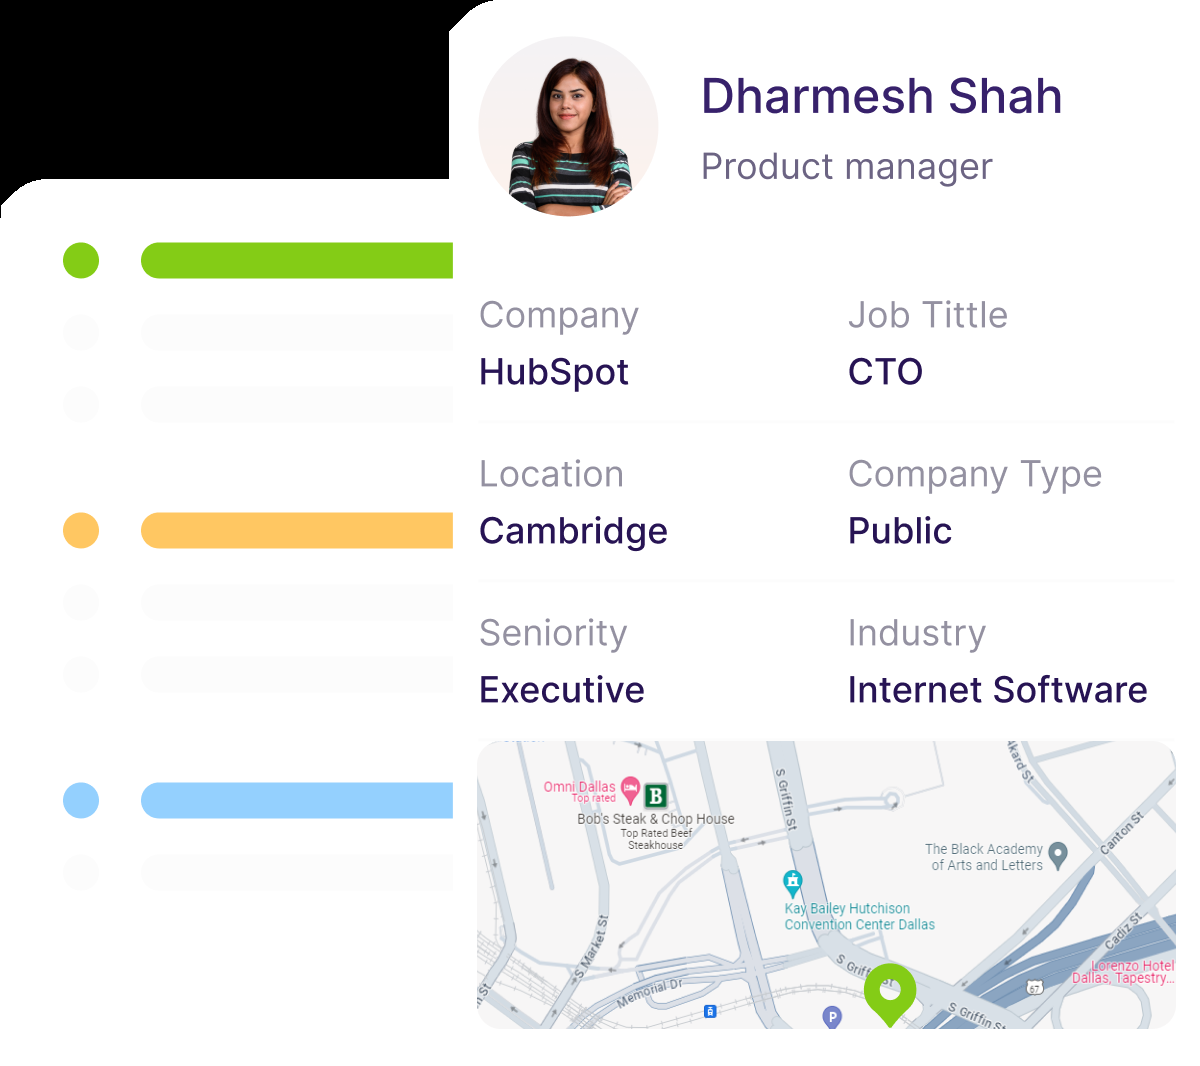 Dharmesh Shah
Product manager
Company
Job Tittle
HubSpot
CTO
Location
Company Type
Cambridge
Public
Seniority
Industry
Executive
Internet Software
Omni Dallas
Top rated
B
Bob's Steak & Chop House
Top Rated Beef
Steakhouse
S Griffin St
Akard St
Canton St
The Black Academy
of Arts and Letters
Kay Bailey Hutchison
Convention Center Dallas
S Market St
Cadiz St
S Griffin St
Lorenzo Hotel
Dallas, Tapestry...
67
Memorial Dr
P
S Griffin St